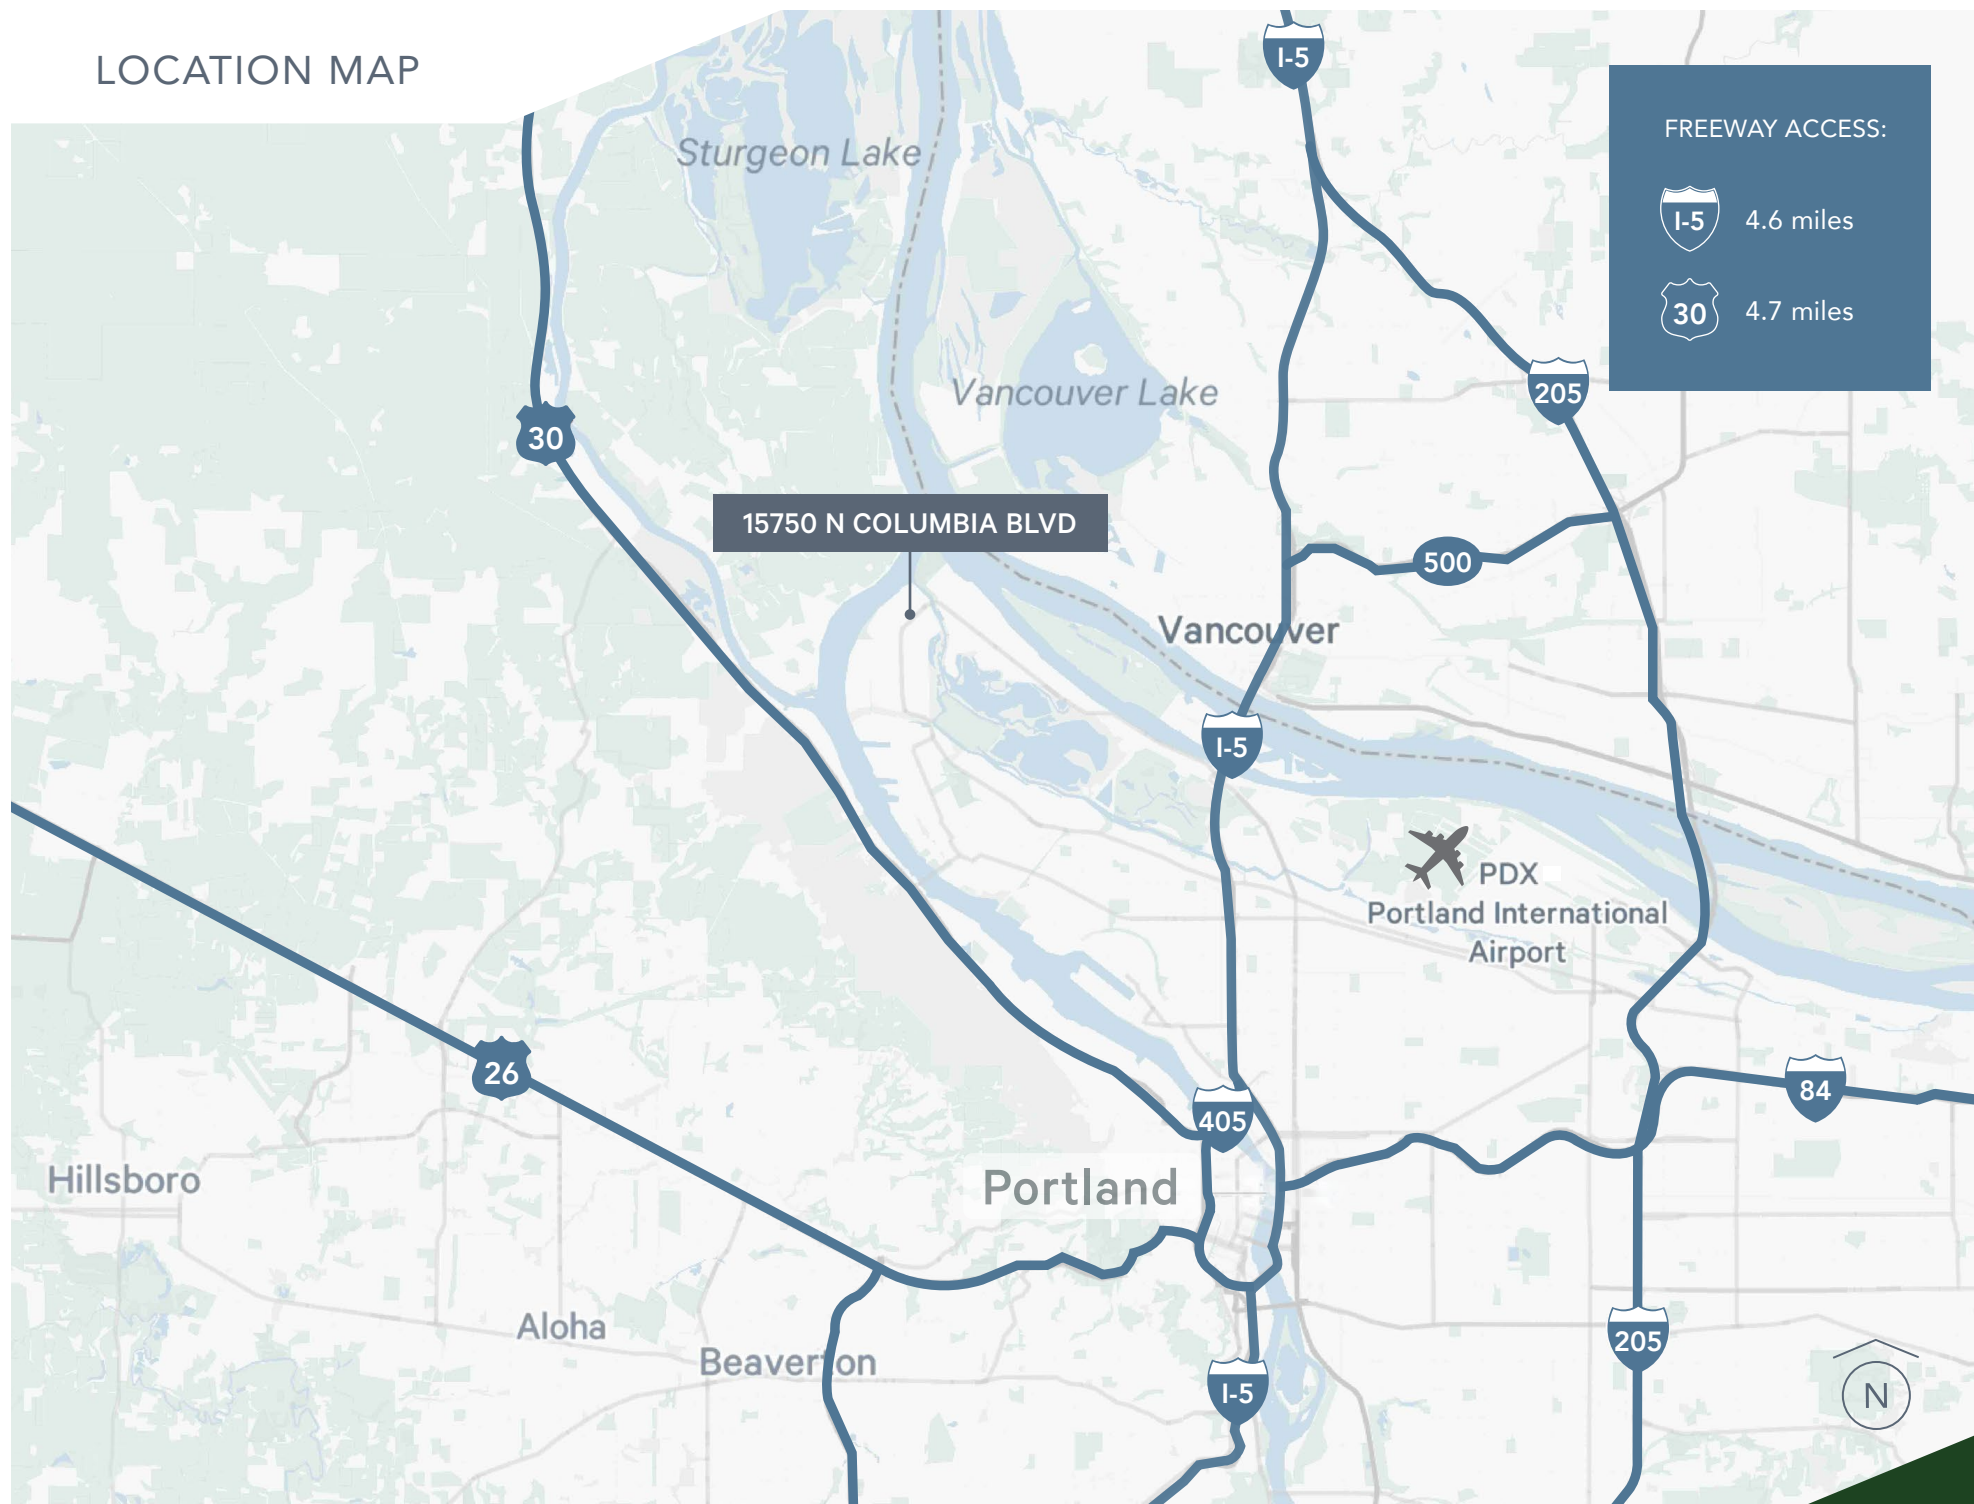 LOCATION MAP
I-5
FREEWAY ACCESS:
I-5 4.6 miles
30 4.7 miles
Sturgeon Lake
Vancouver Lake
205
30
15750 N COLUMBIA BLVD
500
Vancouver
I-5
PDX
Portland International
Airport
26
84
405
Hillsboro
Portland
Aloha
205
Beaverton
I-5
N